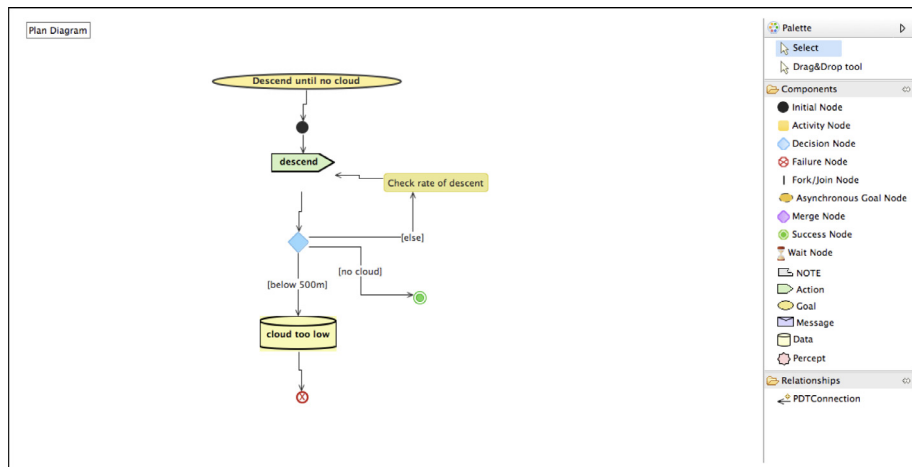 Plan Diagram
Descend until no cloud
descend
Check rate of descent
[else]
[no cloud]
[below 500m]
cloud too low
Palette
Select
Drag&Drop tool
Components
Initial Node
Activity Node
Decision Node
Failure Node
Fork/Join Node
Asynchronous Goal Node
Merge Node
Success Node
Wait Node
NOTE
Action
Goal
Message
Data
Percept
Relationships
PDTConnection